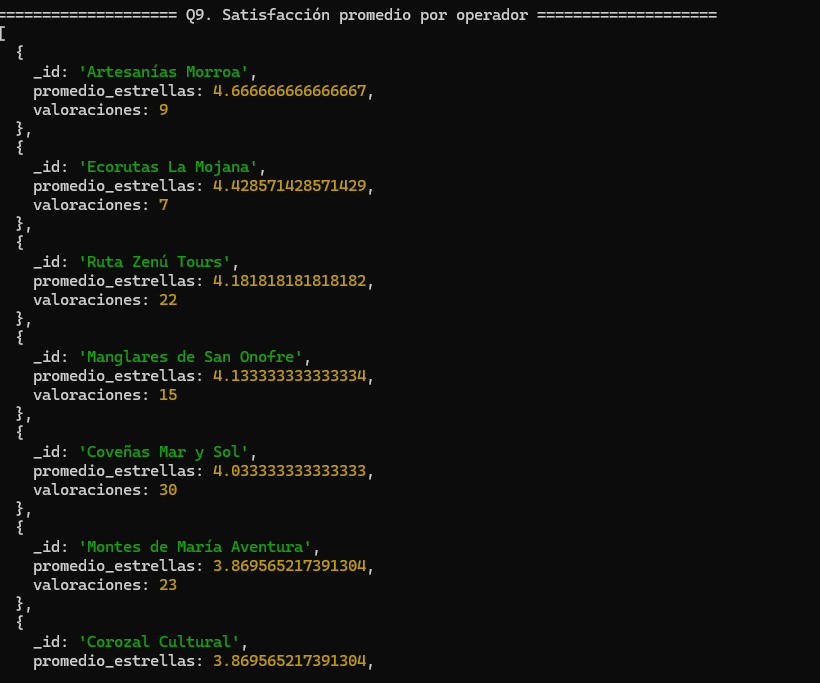 ==================== Q9. Satisfacción promedio por operador ====================
[
  {
    _id: 'Artesanías Morroa',
    promedio_estrellas: 4.666666666666667,
    valoraciones: 9
  },
  {
    _id: 'Ecorutas La Mojana',
    promedio_estrellas: 4.428571428571429,
    valoraciones: 7
  },
  {
    _id: 'Ruta Zenú Tours',
    promedio_estrellas: 4.181818181818182,
    valoraciones: 22
  },
  {
    _id: 'Manglares de San Onofre',
    promedio_estrellas: 4.133333333333334,
    valoraciones: 15
  },
  {
    _id: 'Coveñas Mar y Sol',
    promedio_estrellas: 4.033333333333333,
    valoraciones: 30
  },
  {
    _id: 'Montes de María Aventura',
    promedio_estrellas: 3.869565217391304,
    valoraciones: 23
  },
  {
    _id: 'Corozal Cultural',
    promedio_estrellas: 3.869565217391304,